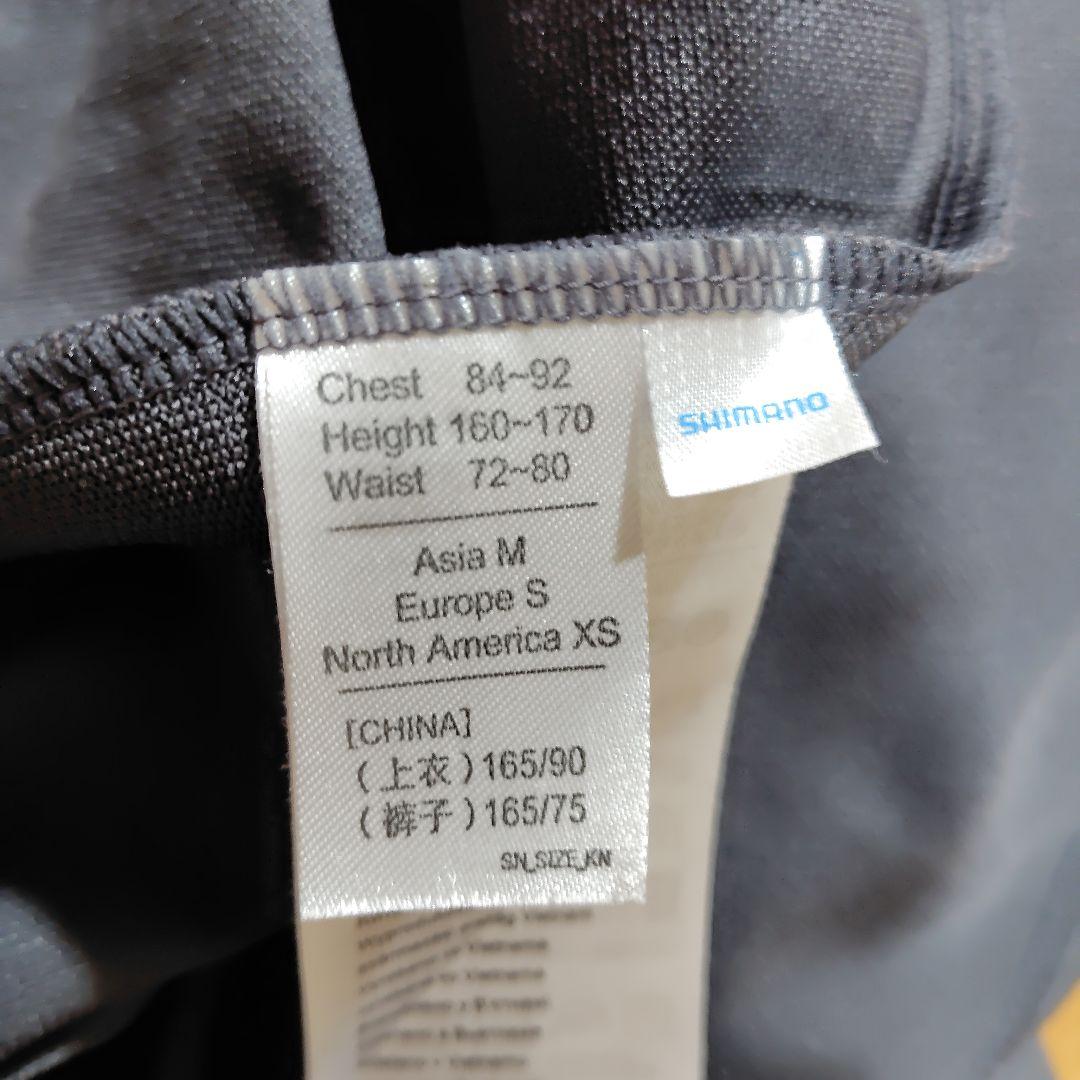 Chest 84~92
Height 160~170
Waist 72~80
Asia M
Europe S
North America XS
[CHINA]
(上衣)165/90
(裤子)165/75
SN_SIZE_KN
SHIMANO